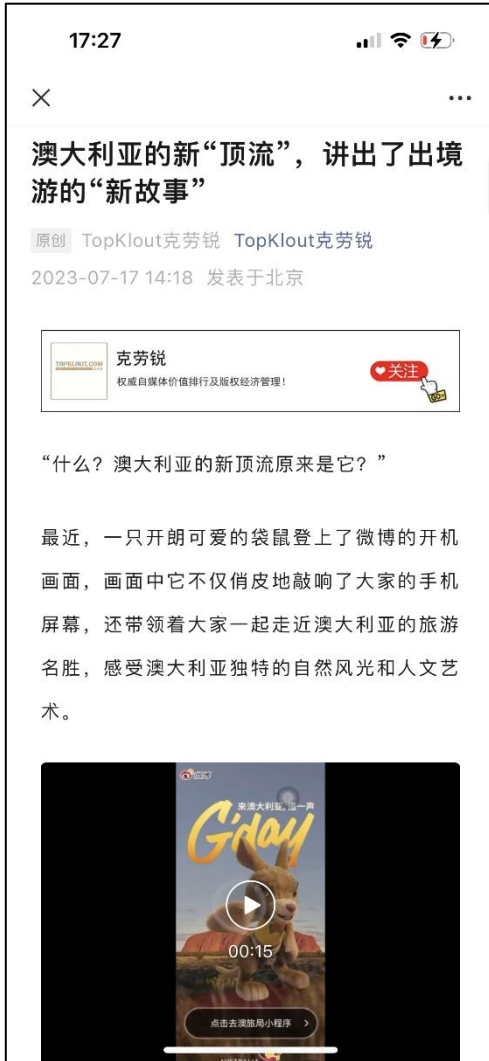 17:27
澳大利亚的新“顶流”，讲出了出境
游的“新故事”
原创 TopKlout克劳锐 TopKlout克劳锐
2023-07-17 14:18 发表于北京
TOPKLOUT.COM
克劳锐
权威自媒体价值排行及版权经济管理！
关注
“什么？澳大利亚的新顶流原来是它？”
最近，一只开朗可爱的袋鼠登上了微博的开机
画面，画面中它不仅俏皮地敲响了大家的手机
屏幕，还带领着大家一起走近澳大利亚的旅游
名胜，感受澳大利亚独特的自然风光和人文艺
术。
来澳大利亚，
G'day
00:15
点击去澳旅局小程序